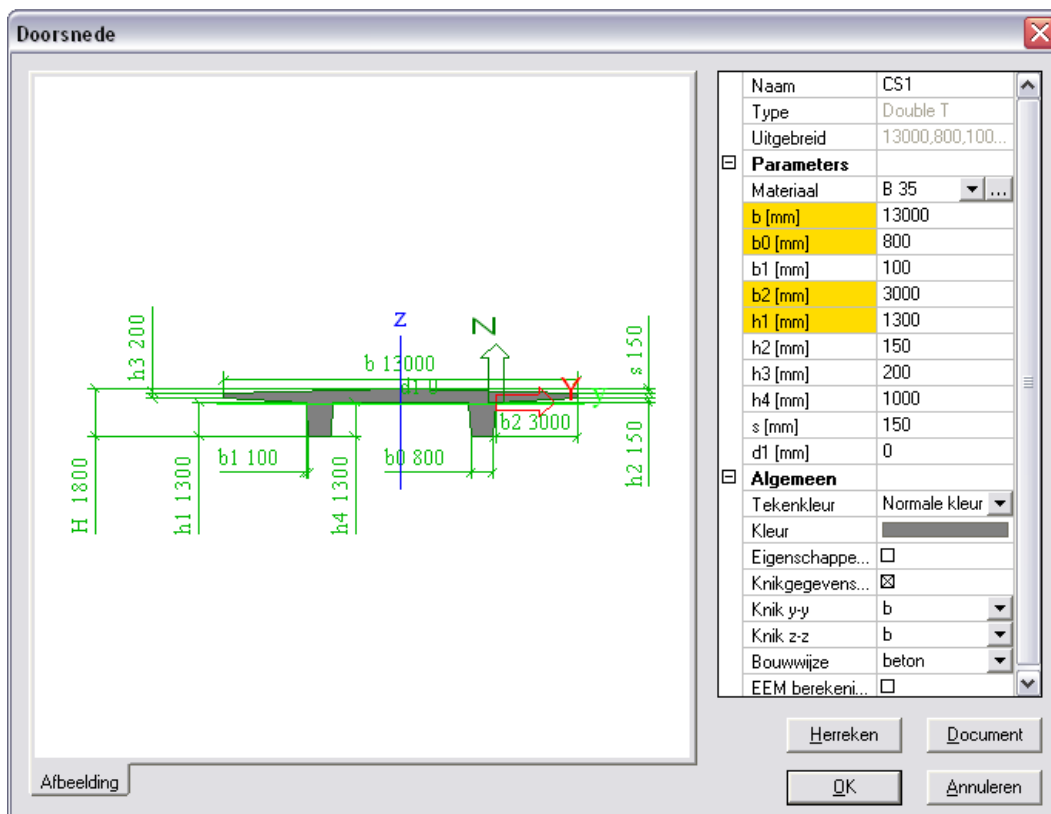 Doorsnede
z
N
Y
y
h3 200
b 13000
d1 0
s 150
b2 3000
b1 100
b0 800
h2 150
H 1800
h1 1300
h4 1300
Afbeelding
Naam CS1
Type Double T
Uitgebreid 13000,800,100...
Parameters
Materiaal B 35 ...
b [mm] 13000
b0 [mm] 800
b1 [mm] 100
b2 [mm] 3000
h1 [mm] 1300
h2 [mm] 150
h3 [mm] 200
h4 [mm] 1000
s [mm] 150
d1 [mm] 0
Algemeen
Tekenkleur Normale kleur
Kleur
Eigenschappe...
Knikgegevens...
Knik y-y b
Knik z-z b
Bouwwijze beton
EEM berekeni...
Herreken Document
OK Annuleren